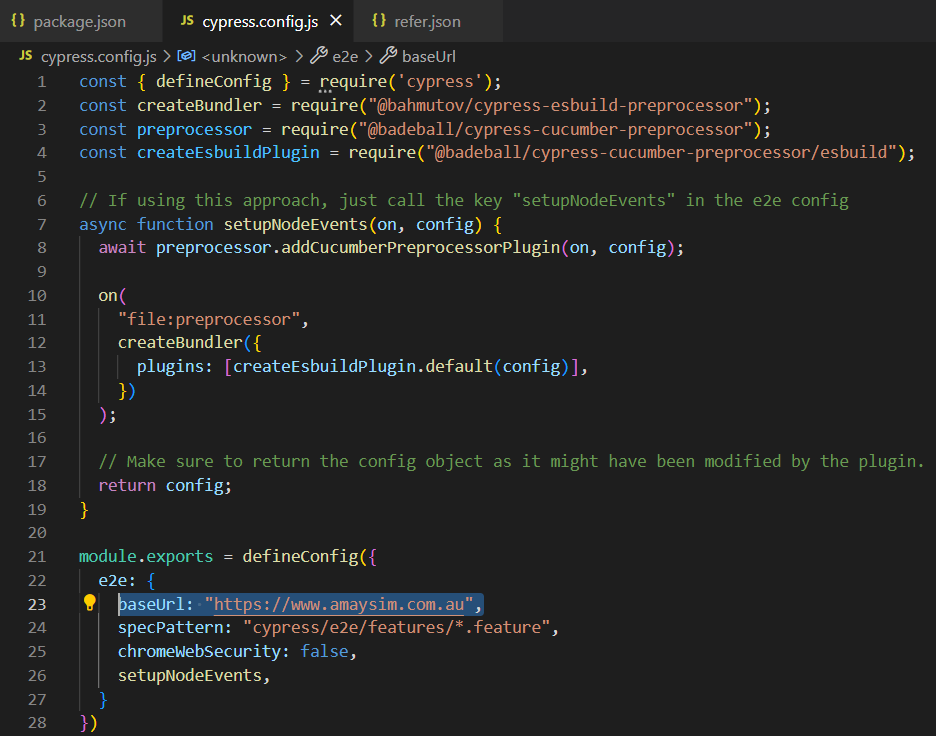 {} package.json JS cypress.config.js × {} refer.json
JS cypress.config.js > <unknown> > e2e > baseUrl
1 const { defineConfig } = require('cypress');
2 const createBundler = require("@bahmutov/cypress-esbuild-preprocessor");
3 const preprocessor = require("@badeball/cypress-cucumber-preprocessor");
4 const createEsbuildPlugin = require("@badeball/cypress-cucumber-preprocessor/esbuild");
5
6 // If using this approach, just call the key "setupNodeEvents" in the e2e config
7 async function setupNodeEvents(on, config) {
8 await preprocessor.addCucumberPreprocessorPlugin(on, config);
9
10 on(
11 "file:preprocessor",
12 createBundler({
13 plugins: [createEsbuildPlugin.default(config)],
14 })
15 );
16
17 // Make sure to return the config object as it might have been modified by the plugin.
18 return config;
19 }
20
21 module.exports = defineConfig({
22 e2e: {
23 baseUrl: "https://www.amaysim.com.au",
24 specPattern: "cypress/e2e/features/*.feature",
25 chromeWebSecurity: false,
26 setupNodeEvents,
27 }
28 })